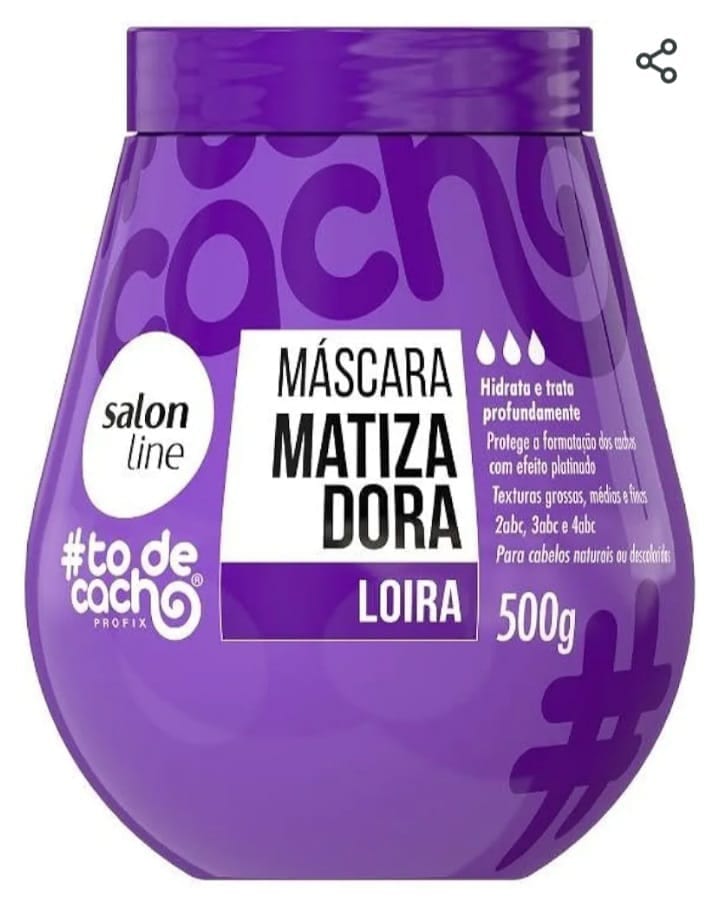 cacho
salon
line
#to.de
cacho®
PROFIX
MÁSCARA
MATIZA
DORA
LOIRA
Hidrata e trata
profundamente
Protege a formatação dos cachos
com efeito platinado
Texturas grossas, médias e finas
2abc, 3abc e 4abc
Para cabelos naturais ou descoloridos
500g
#